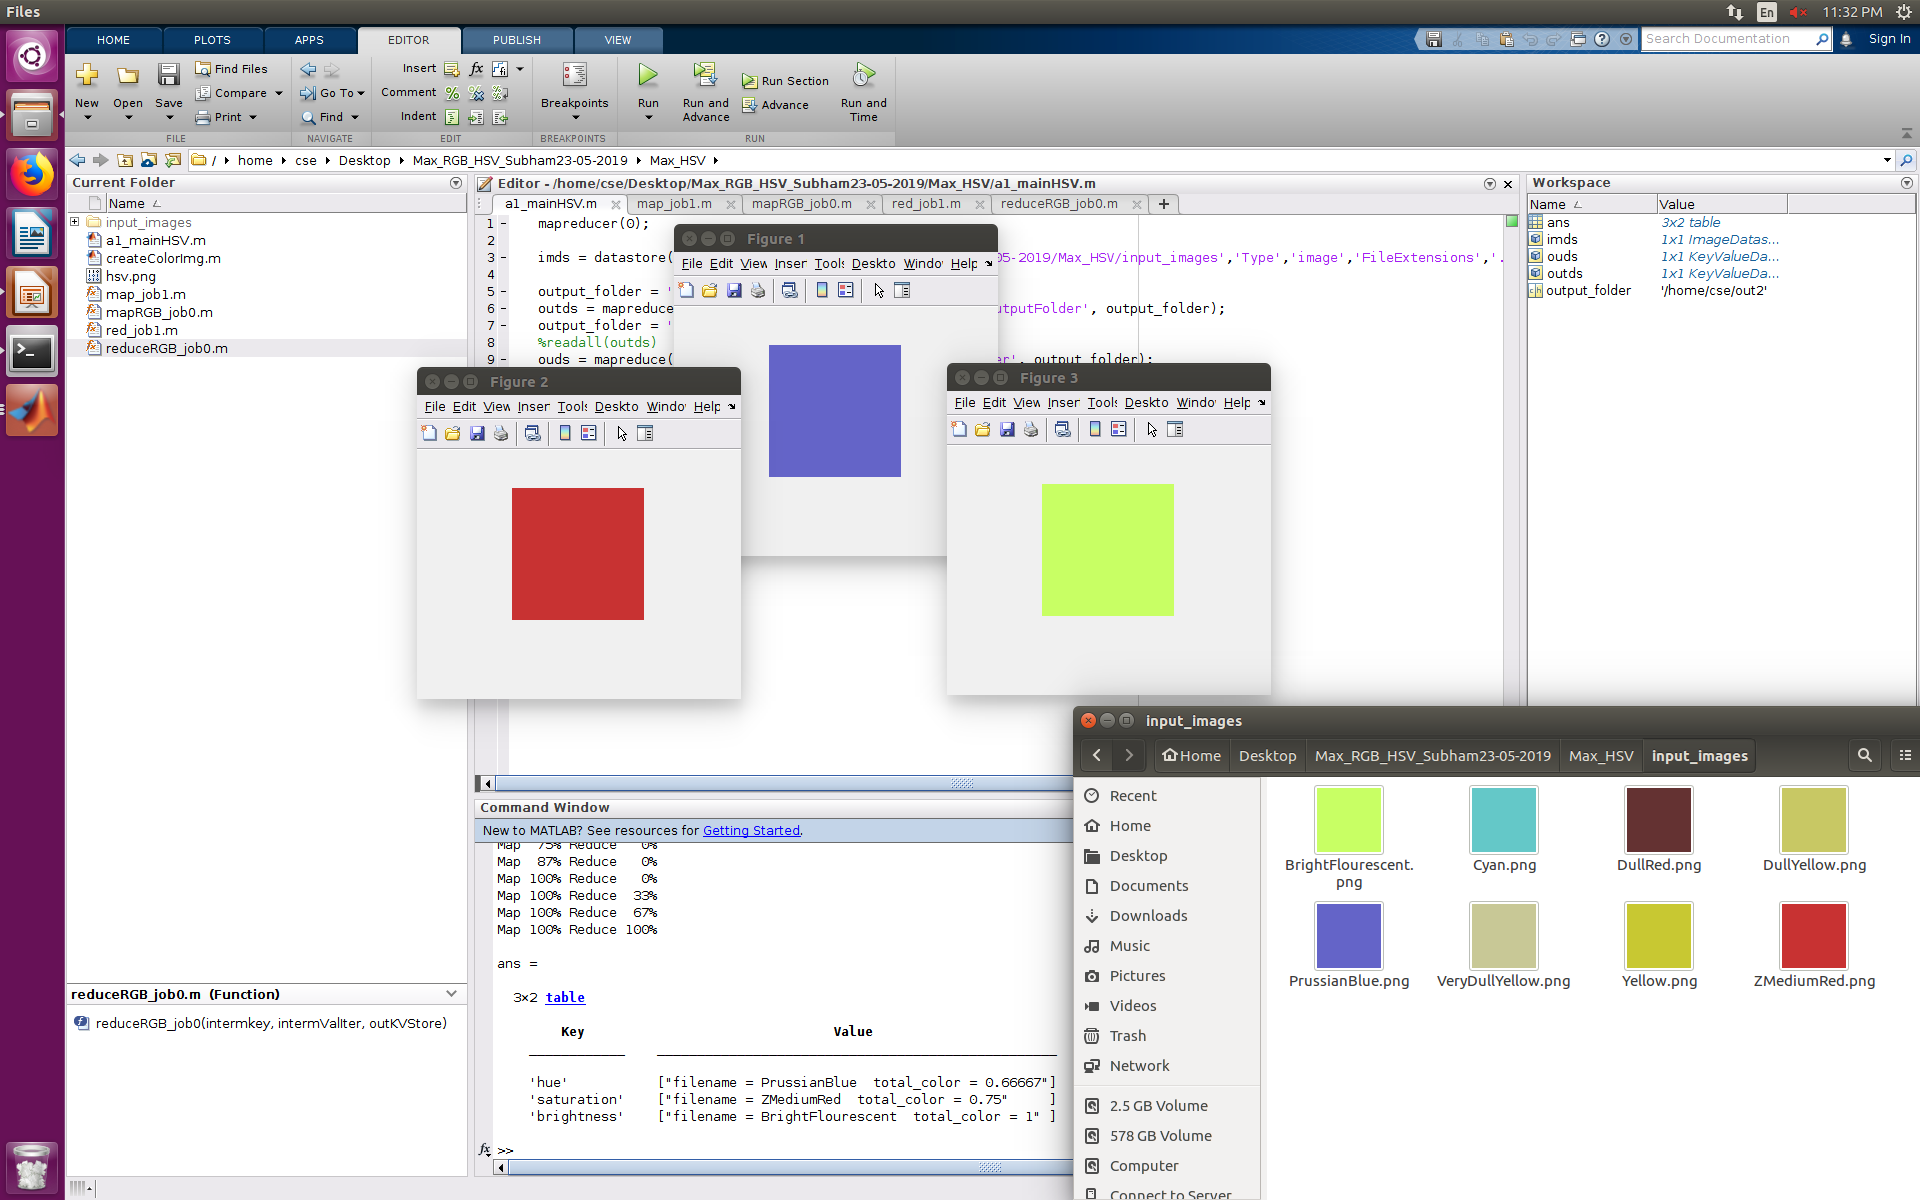 Files
En
11:32 PM
HOME
PLOTS
APPS
EDITOR
PUBLISH
VIEW
Search Documentation
Sign In
New
Open
Save
Find Files
Compare
Print
FILE
Go To
Find
NAVIGATE
Insert
Comment
Indent
EDIT
Breakpoints
BREAKPOINTS
Run
Run and Advance
Run Section
Advance
Run and Time
RUN
/ home cse Desktop Max_RGB_HSV_Subham23-05-2019 Max_HSV
Current Folder
Name
input_images
a1_mainHSV.m
createColorImg.m
hsv.png
map_job1.m
mapRGB_job0.m
red_job1.m
reduceRGB_job0.m
reduceRGB_job0.m (Function)
reduceRGB_job0(intermkey, intermValIter, outKVStore)
Editor - /home/cse/Desktop/Max_RGB_HSV_Subham23-05-2019/Max_HSV/a1_mainHSV.m
a1_mainHSV.m
map_job1.m
mapRGB_job0.m
red_job1.m
reduceRGB_job0.m
1 - mapreducer(0);
2
3 - imds = datastore( 05-2019/Max_HSV/input_images','Type','image','FileExtensions','.
4
5 - output_folder = '
6 - outds = mapreduce utputFolder', output_folder);
7 - output_folder = '
8 %readall(outds)
9 - ouds = mapreduce( er', output_folder);
Figure 1
File Edit View Inser Tools Deskto Windo Help
Figure 2
File Edit View Inser Tools Deskto Windo Help
Figure 3
File Edit View Inser Tools Deskto Windo Help
Workspace
Name Value
ans 3x2 table
imds 1x1 ImageDatas...
ouds 1x1 KeyValueDa...
outds 1x1 KeyValueDa...
output_folder '/home/cse/out2'
Command Window
New to MATLAB? See resources for Getting Started.
Map 75% Reduce 0%
Map 87% Reduce 0%
Map 100% Reduce 0%
Map 100% Reduce 33%
Map 100% Reduce 67%
Map 100% Reduce 100%
ans =
3×2 table
Key Value
'hue' ["filename = PrussianBlue total_color = 0.66667"]
'saturation' ["filename = ZMediumRed total_color = 0.75" ]
'brightness' ["filename = BrightFlourescent total_color = 1" ]
fx >>
input_images
Home Desktop Max_RGB_HSV_Subham23-05-2019 Max_HSV input_images
Recent
Home
Desktop
Documents
Downloads
Music
Pictures
Videos
Trash
Network
2.5 GB Volume
578 GB Volume
Computer
Connect to Server
BrightFlourescent.
png
Cyan.png
DullRed.png
DullYellow.png
PrussianBlue.png
VeryDullYellow.png
Yellow.png
ZMediumRed.png